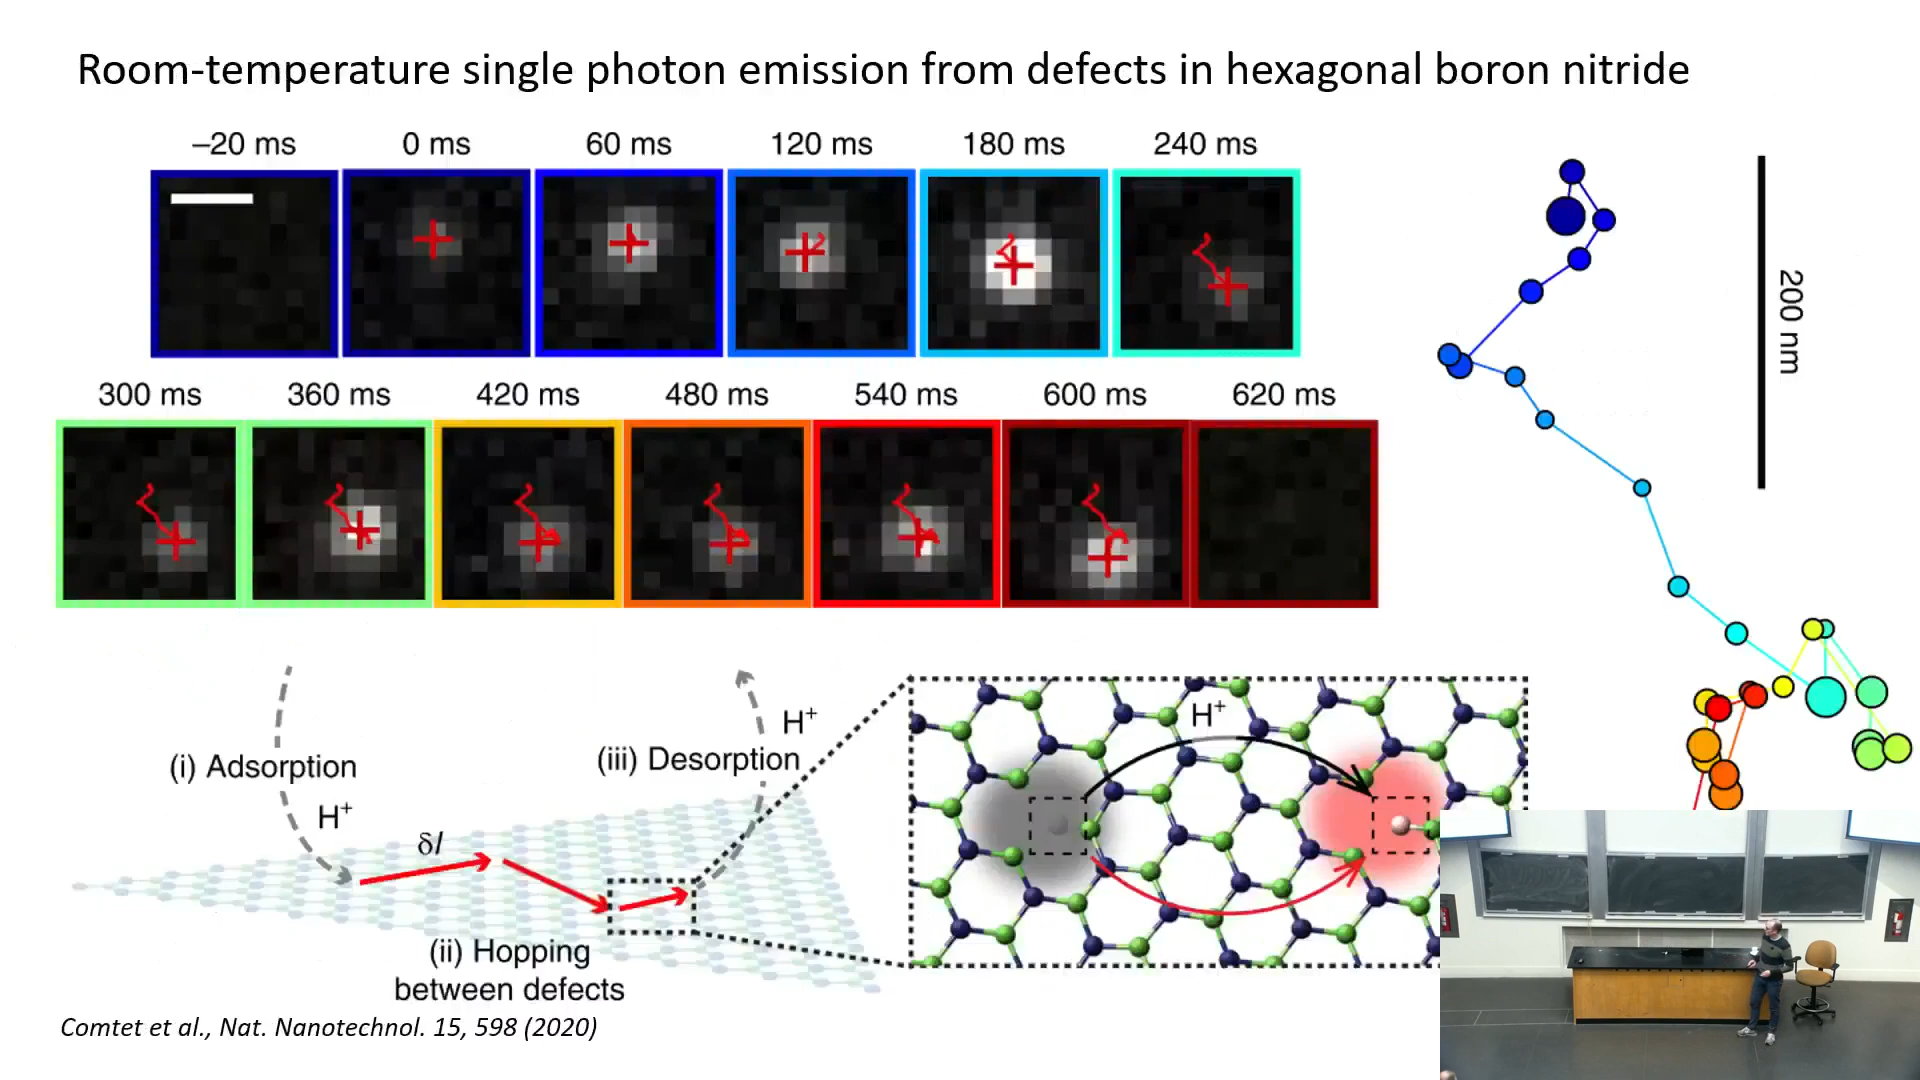 Room-temperature single photon emission from defects in hexagonal boron nitride
–20 ms
0 ms
60 ms
120 ms
180 ms
240 ms
300 ms
360 ms
420 ms
480 ms
540 ms
600 ms
620 ms
200 nm
(i) Adsorption
H⁺
δl
(ii) Hopping
between defects
(iii) Desorption
H⁺
H⁺
Comtet et al., Nat. Nanotechnol. 15, 598 (2020)